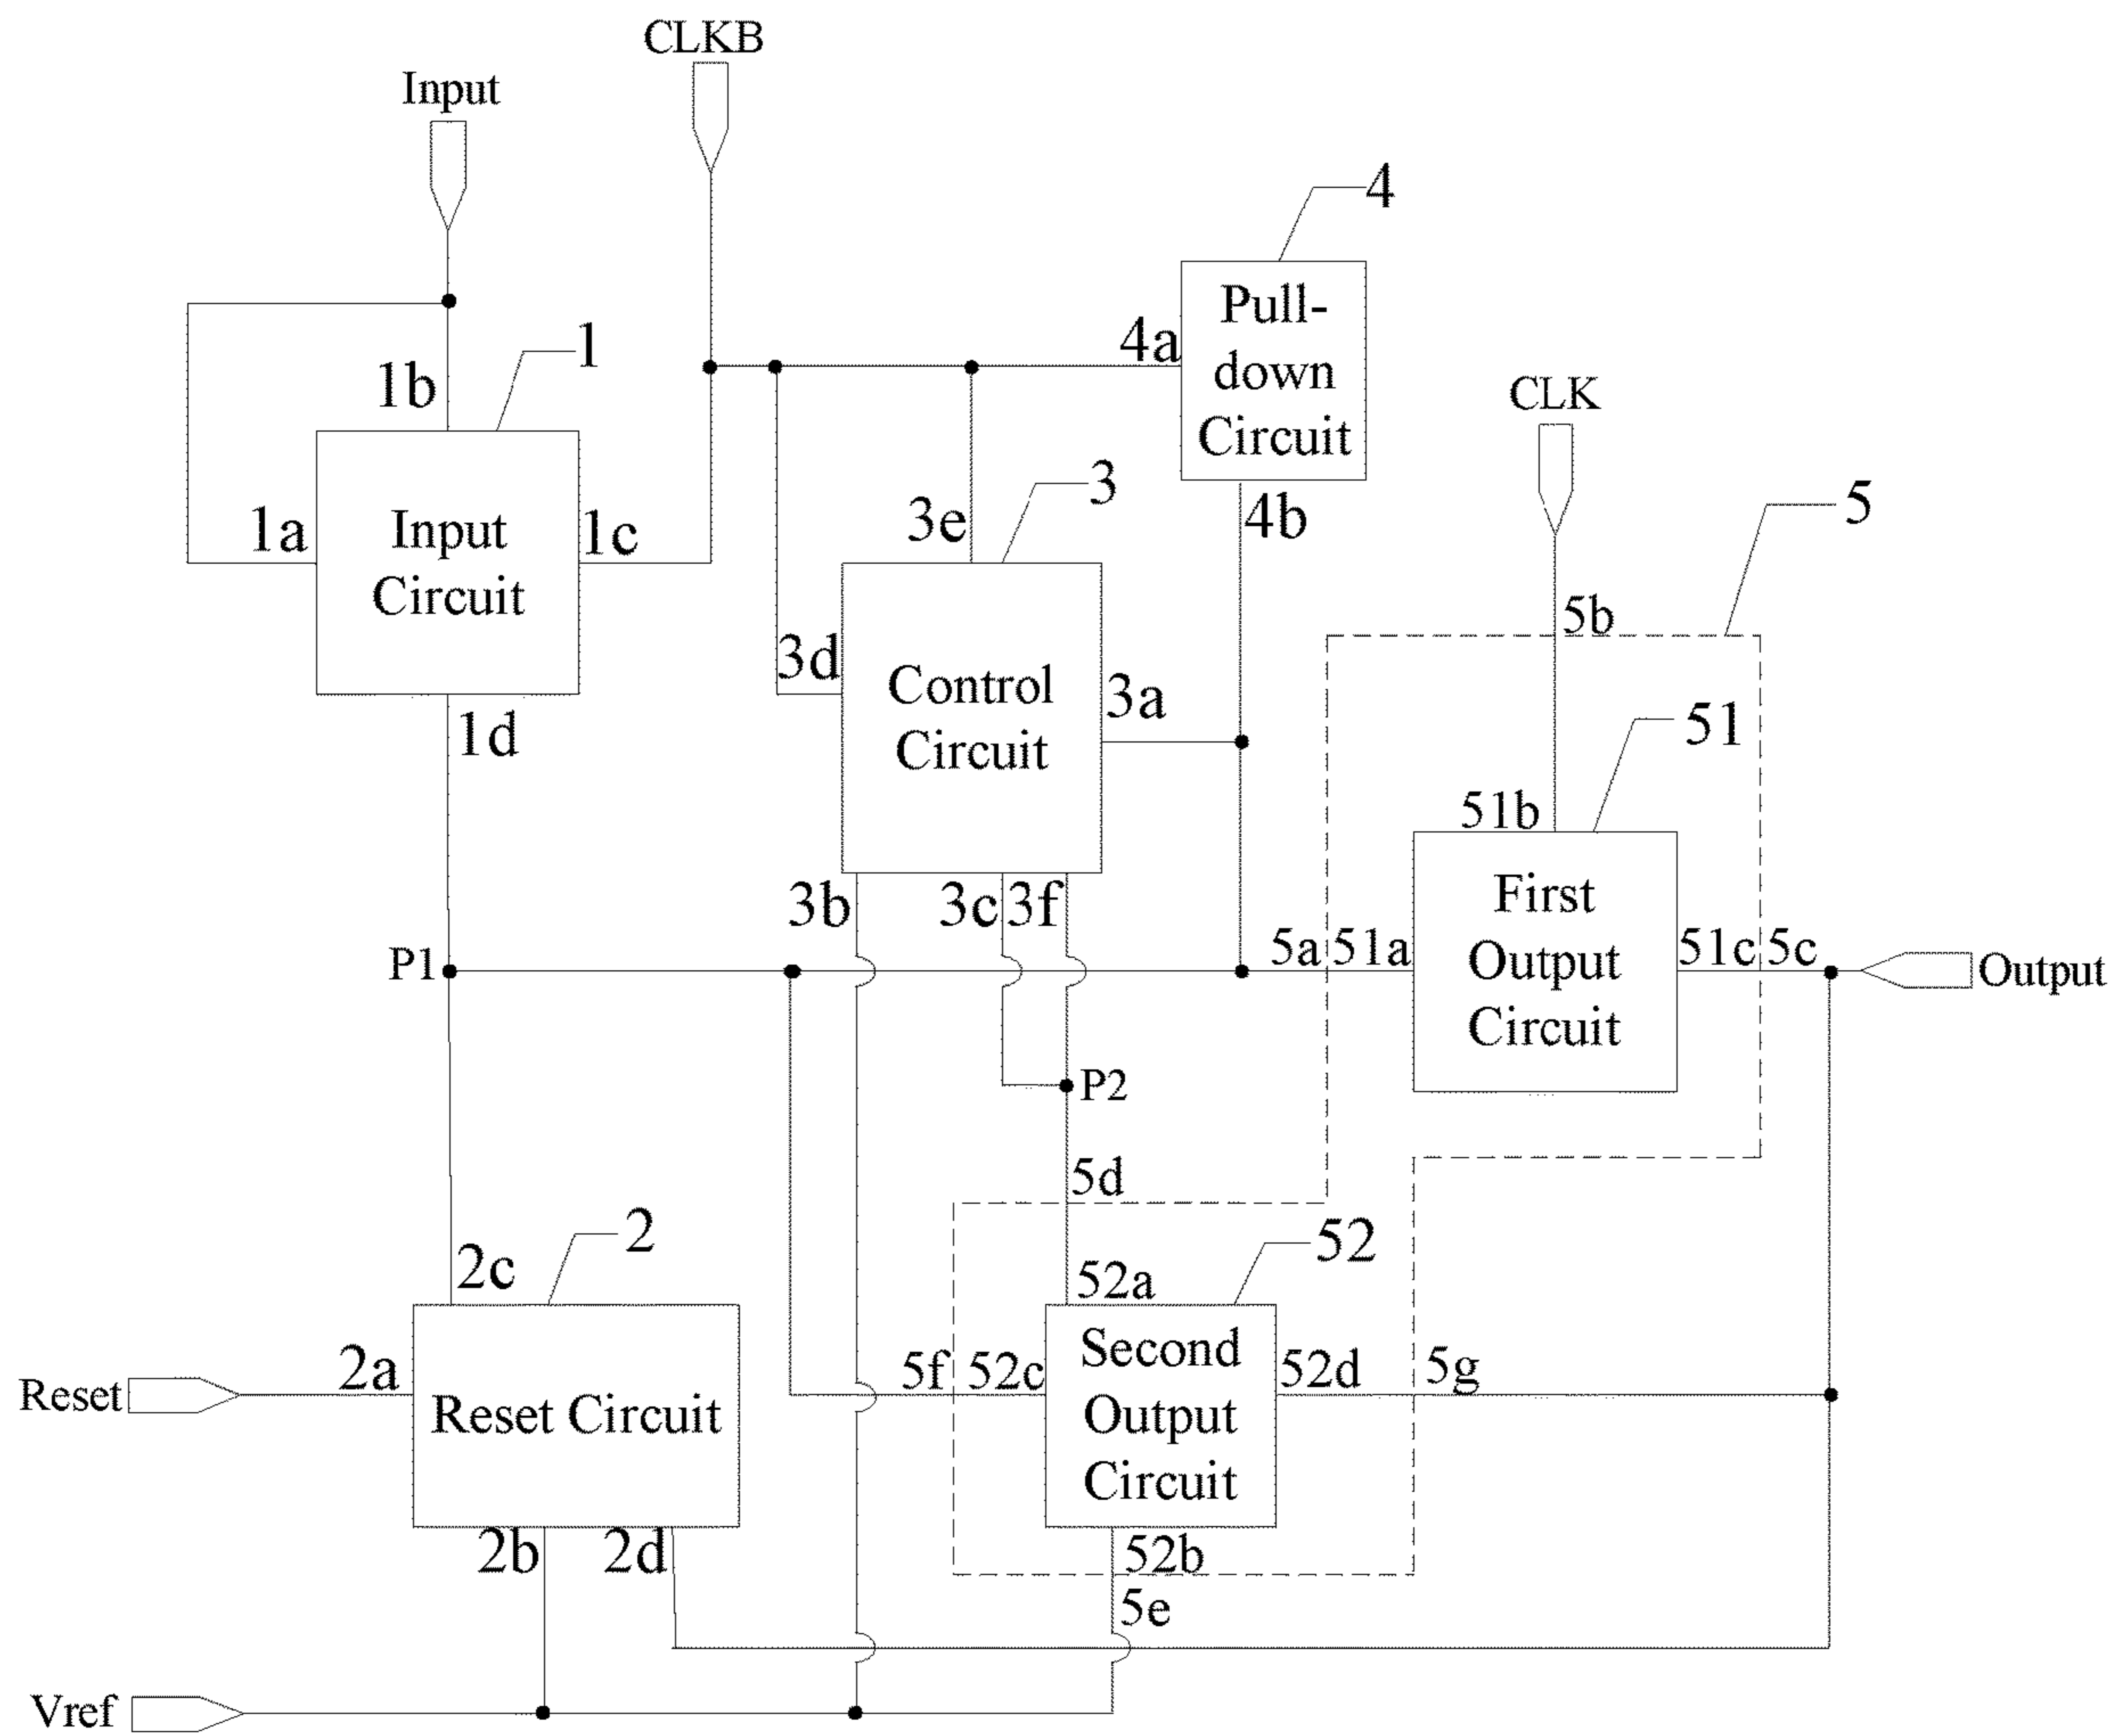 CLKB
Input
4
Pull-
down
Circuit
4a
1
1b
CLK
3
5
3e
4b
1a
Input
Circuit
1c
5b
3d
Control
Circuit
3a
1d
51
51b
3b
3c
3f
First
Output
Circuit
P1
5a
51a
51c
5c
Output
P2
5d
2
52
2c
52a
Reset
2a
Reset Circuit
5f
52c
Second
Output
Circuit
52d
5g
2b
2d
52b
5e
Vref